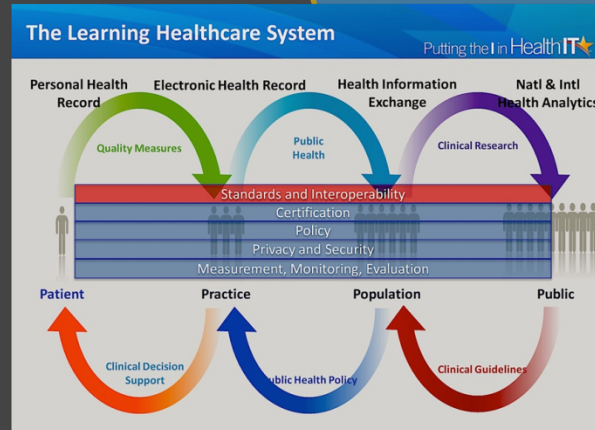 The Learning Healthcare System
Putting the I in Health IT
Personal Health
Record
Electronic Health Record
Health Information
Exchange
Natl & Intl
Health Analytics
Quality Measures
Public
Health
Clinical Research
Standards and Interoperability
Certification
Policy
Privacy and Security
Measurement, Monitoring, Evaluation
Patient
Practice
Population
Public
Clinical Decision
Support
Public Health Policy
Clinical Guidelines